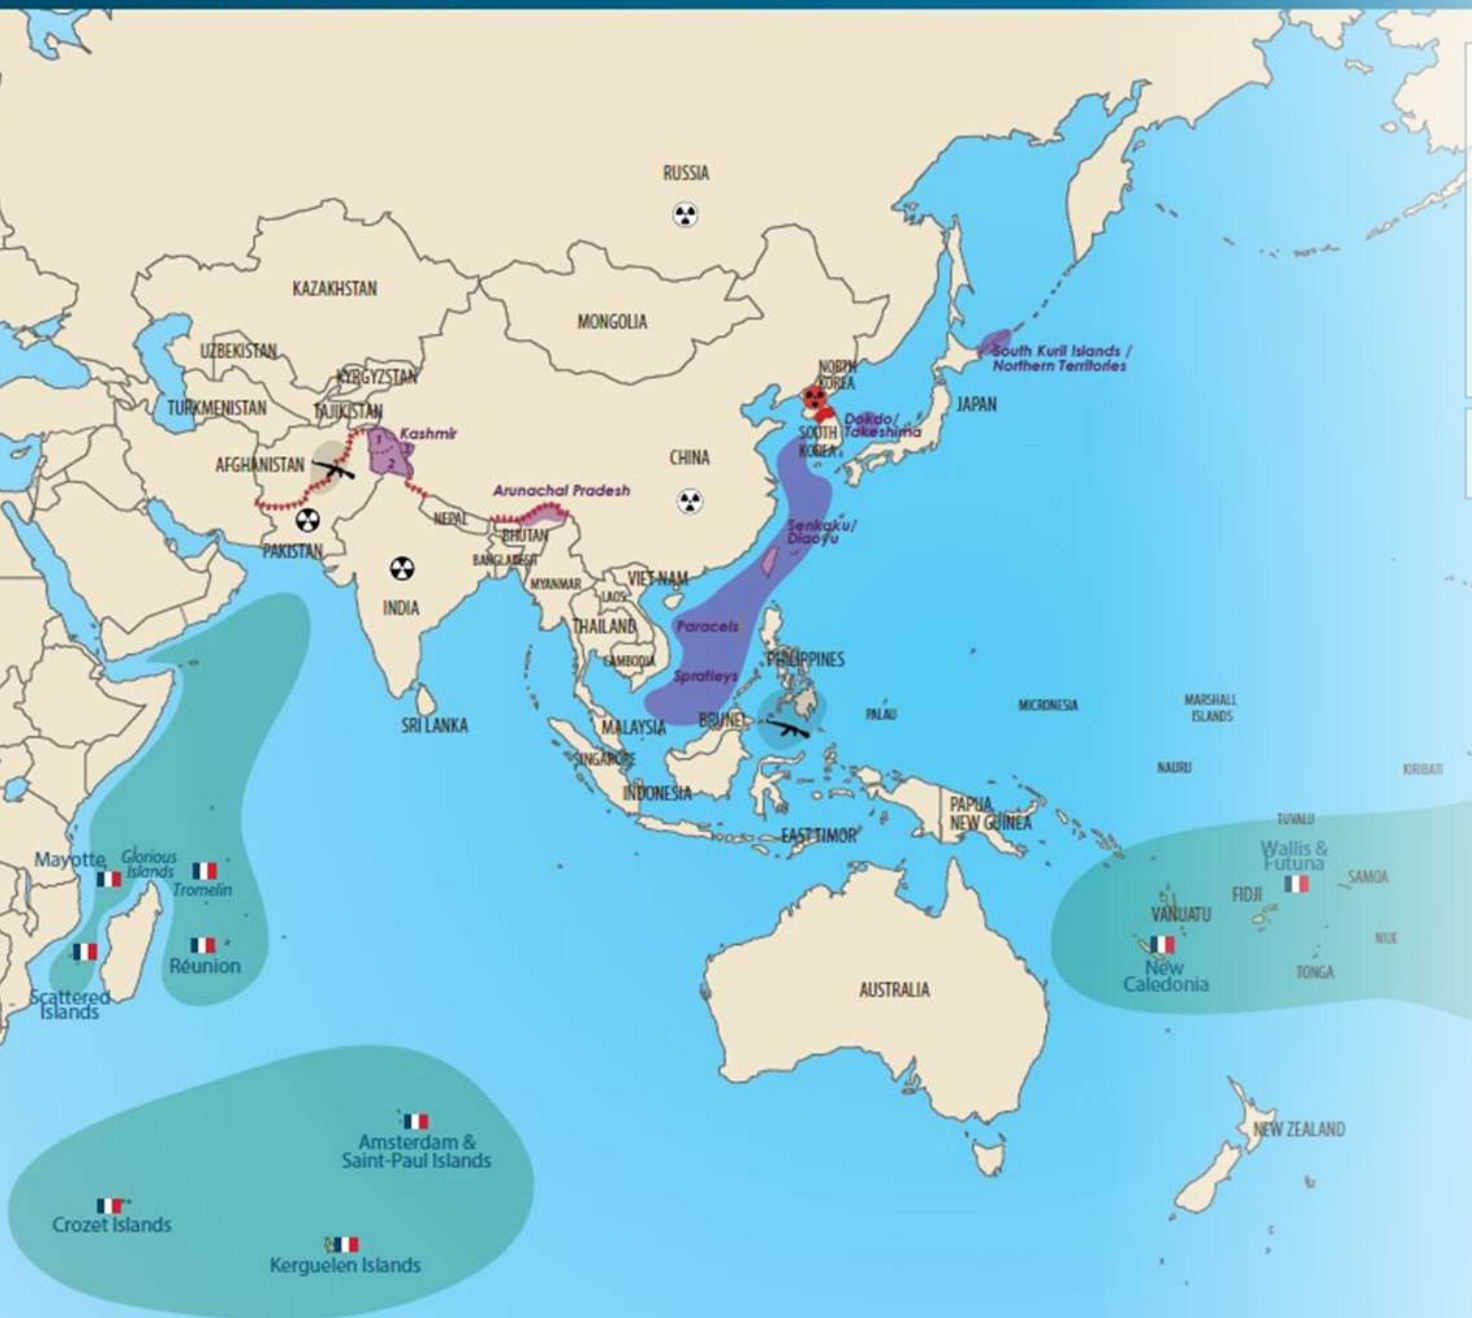 RUSSIA
KAZAKHSTAN
MONGOLIA
UZBEKISTAN
KYRGYZSTAN
TURKMENISTAN
TAJIKISTAN
AFGHANISTAN
Kashmir
1
3
2
CHINA
NORTH
KOREA
SOUTH
KOREA
Dokdo/
Takeshima
JAPAN
South Kuril Islands /
Northern Territories
Arunachal Pradesh
NEPAL
BHUTAN
PAKISTAN
BANGLADESH
INDIA
MYANMAR
LAOS
VIET NAM
THAILAND
CAMBODIA
Senkaku/
Diaoyu
Paracels
Spratleys
PHILIPPINES
SRI LANKA
MALAYSIA
BRUNEI
SINGAPORE
INDONESIA
EAST TIMOR
PALAU
MICRONESIA
MARSHALL
ISLANDS
NAURU
KIRIBATI
PAPUA
NEW GUINEA
TUVALU
Wallis &
Futuna
SAMOA
FIDJI
VANUATU
NIUE
New
Caledonia
TONGA
Mayotte
Glorious
Islands
Tromelin
Réunion
Scattered
Islands
AUSTRALIA
NEW ZEALAND
Amsterdam &
Saint-Paul Islands
Crozet Islands
Kerguelen Islands